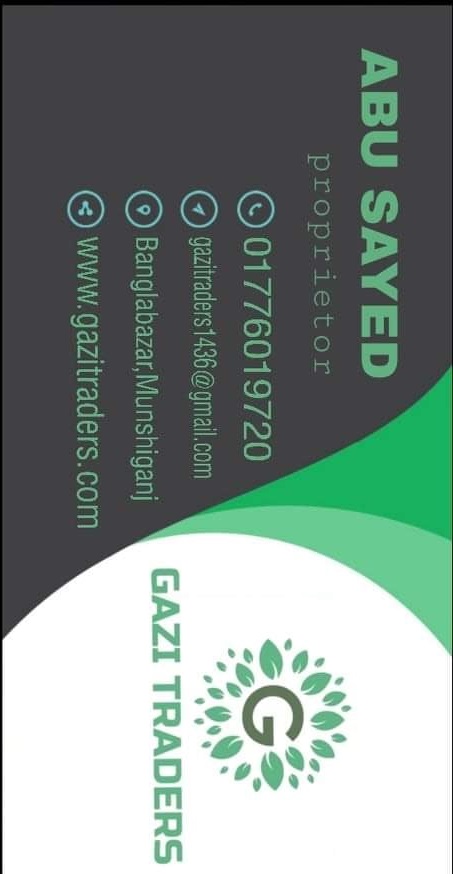 ABU SAYED
proprietor
01776019720
gazitraders1436@gmail.com
Banglabazar,Munshiganj
www.gazitraders.com
G
GAZI TRADERS